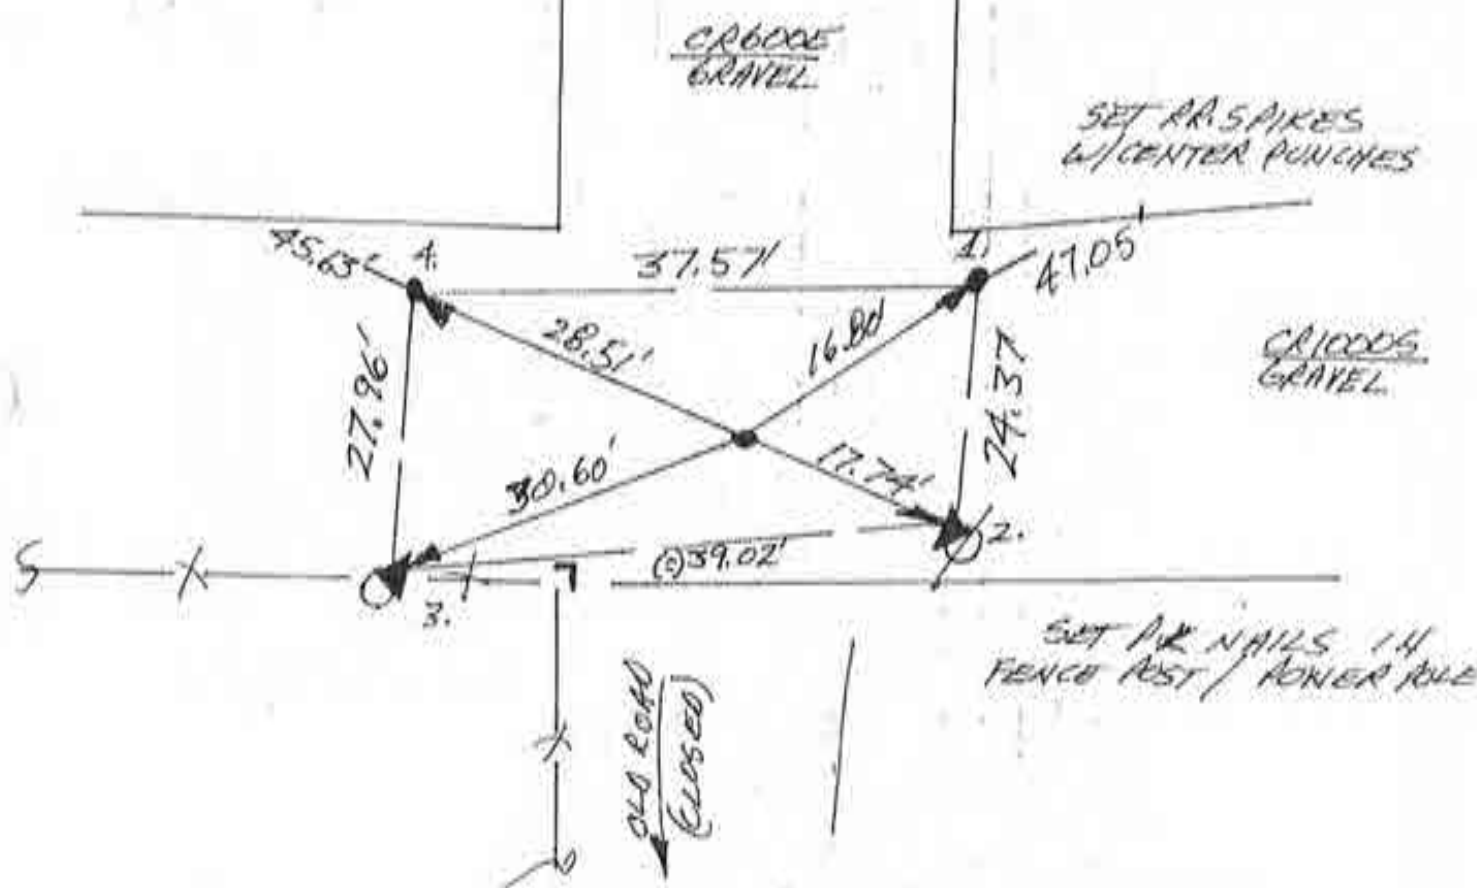 CR600E
GRAVEL
SET RR. SPIKES
W/CENTER PUNCHES
45.63'
4.
37.57'
1.
47.05
28.51'
16.80'
CR1000S
GRAVEL
27.96'
24.37
30.60'
17.74'
2.
(C)39.02'
3.
SET P.K. NAILS IN
FENCE POST / POWER POLE
OLD ROAD
(CLOSED)